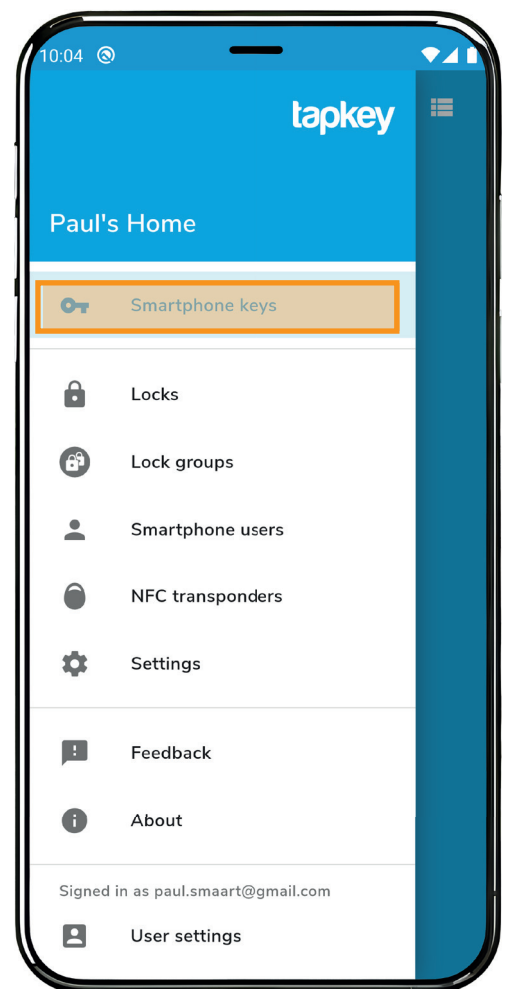 10:04
tapkey
Paul's Home
Smartphone keys
Locks
Lock groups
Smartphone users
NFC transponders
Settings
Feedback
About
Signed in as paul.smaart@gmail.com
User settings